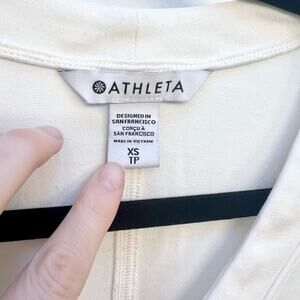 ATHLETA
DESIGNED IN
SAN FRANCISCO
CONÇU À
SAN FRANCISCO
MADE IN VIETNAM
XS
TP